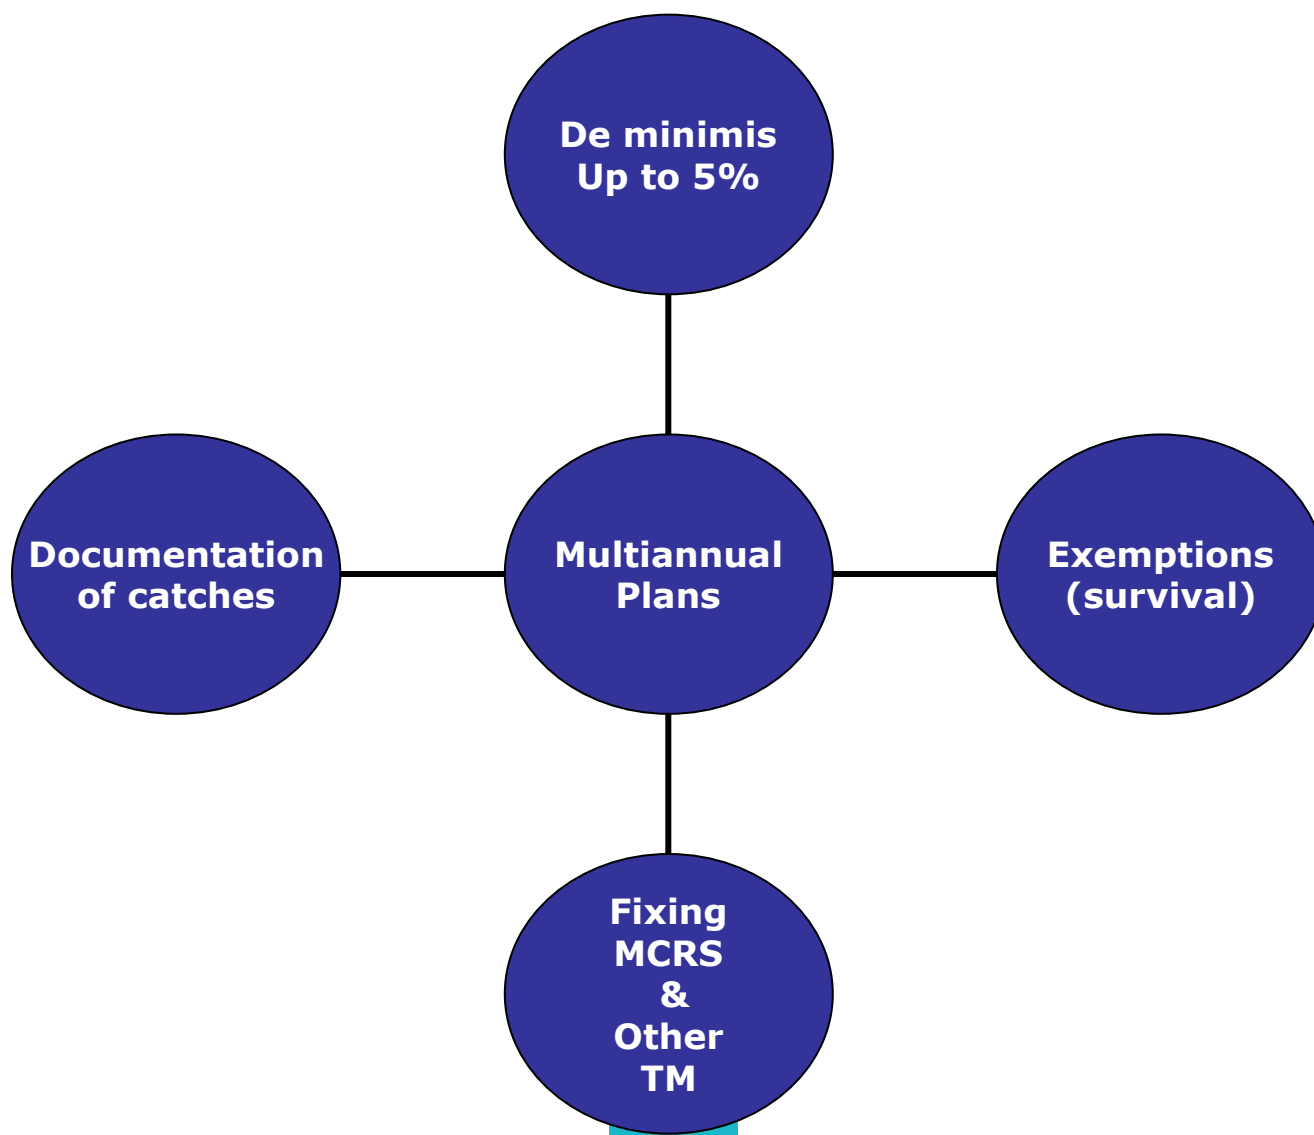 De minimis
Up to 5%
Documentation
of catches
Multiannual
Plans
Exemptions
(survival)
Fixing
MCRS
&
Other
TM